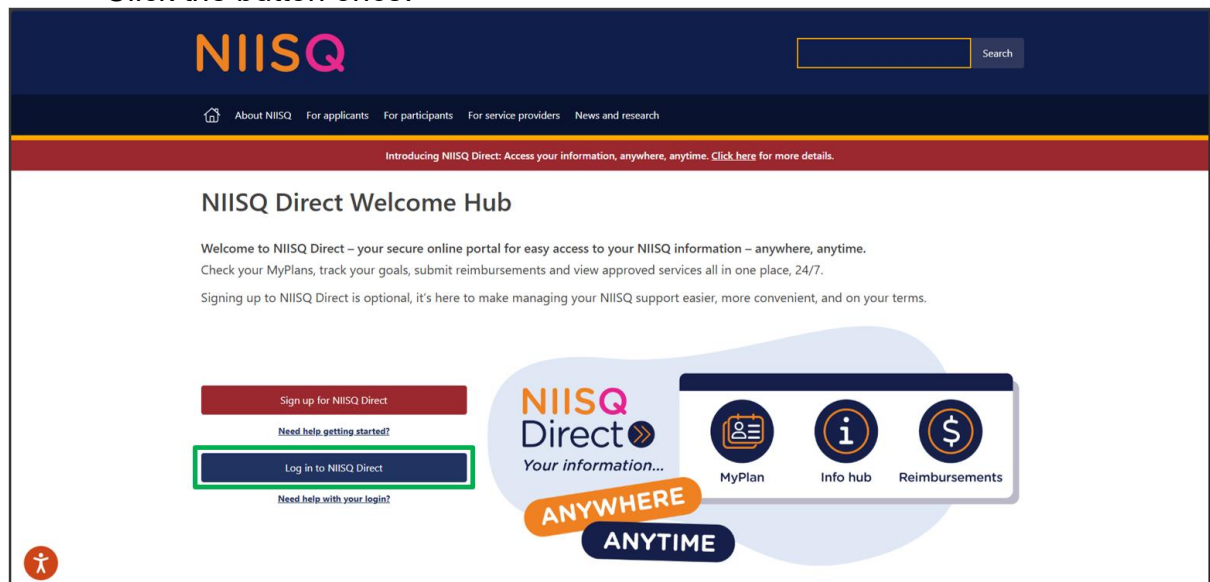 Click the button once.
NIISQ
Search
About NIISQ For applicants For participants For service providers News and research
Introducing NIISQ Direct: Access your information, anywhere, anytime. Click here for more details.
NIISQ Direct Welcome Hub
Welcome to NIISQ Direct – your secure online portal for easy access to your NIISQ information – anywhere, anytime.
Check your MyPlans, track your goals, submit reimbursements and view approved services all in one place, 24/7.
Signing up to NIISQ Direct is optional, it's here to make managing your NIISQ support easier, more convenient, and on your terms.
Sign up for NIISQ Direct
Need help getting started?
Log in to NIISQ Direct
Need help with your login?
NIISQ
Direct
Your information...
ANYWHERE
ANYTIME
MyPlan Info hub Reimbursements